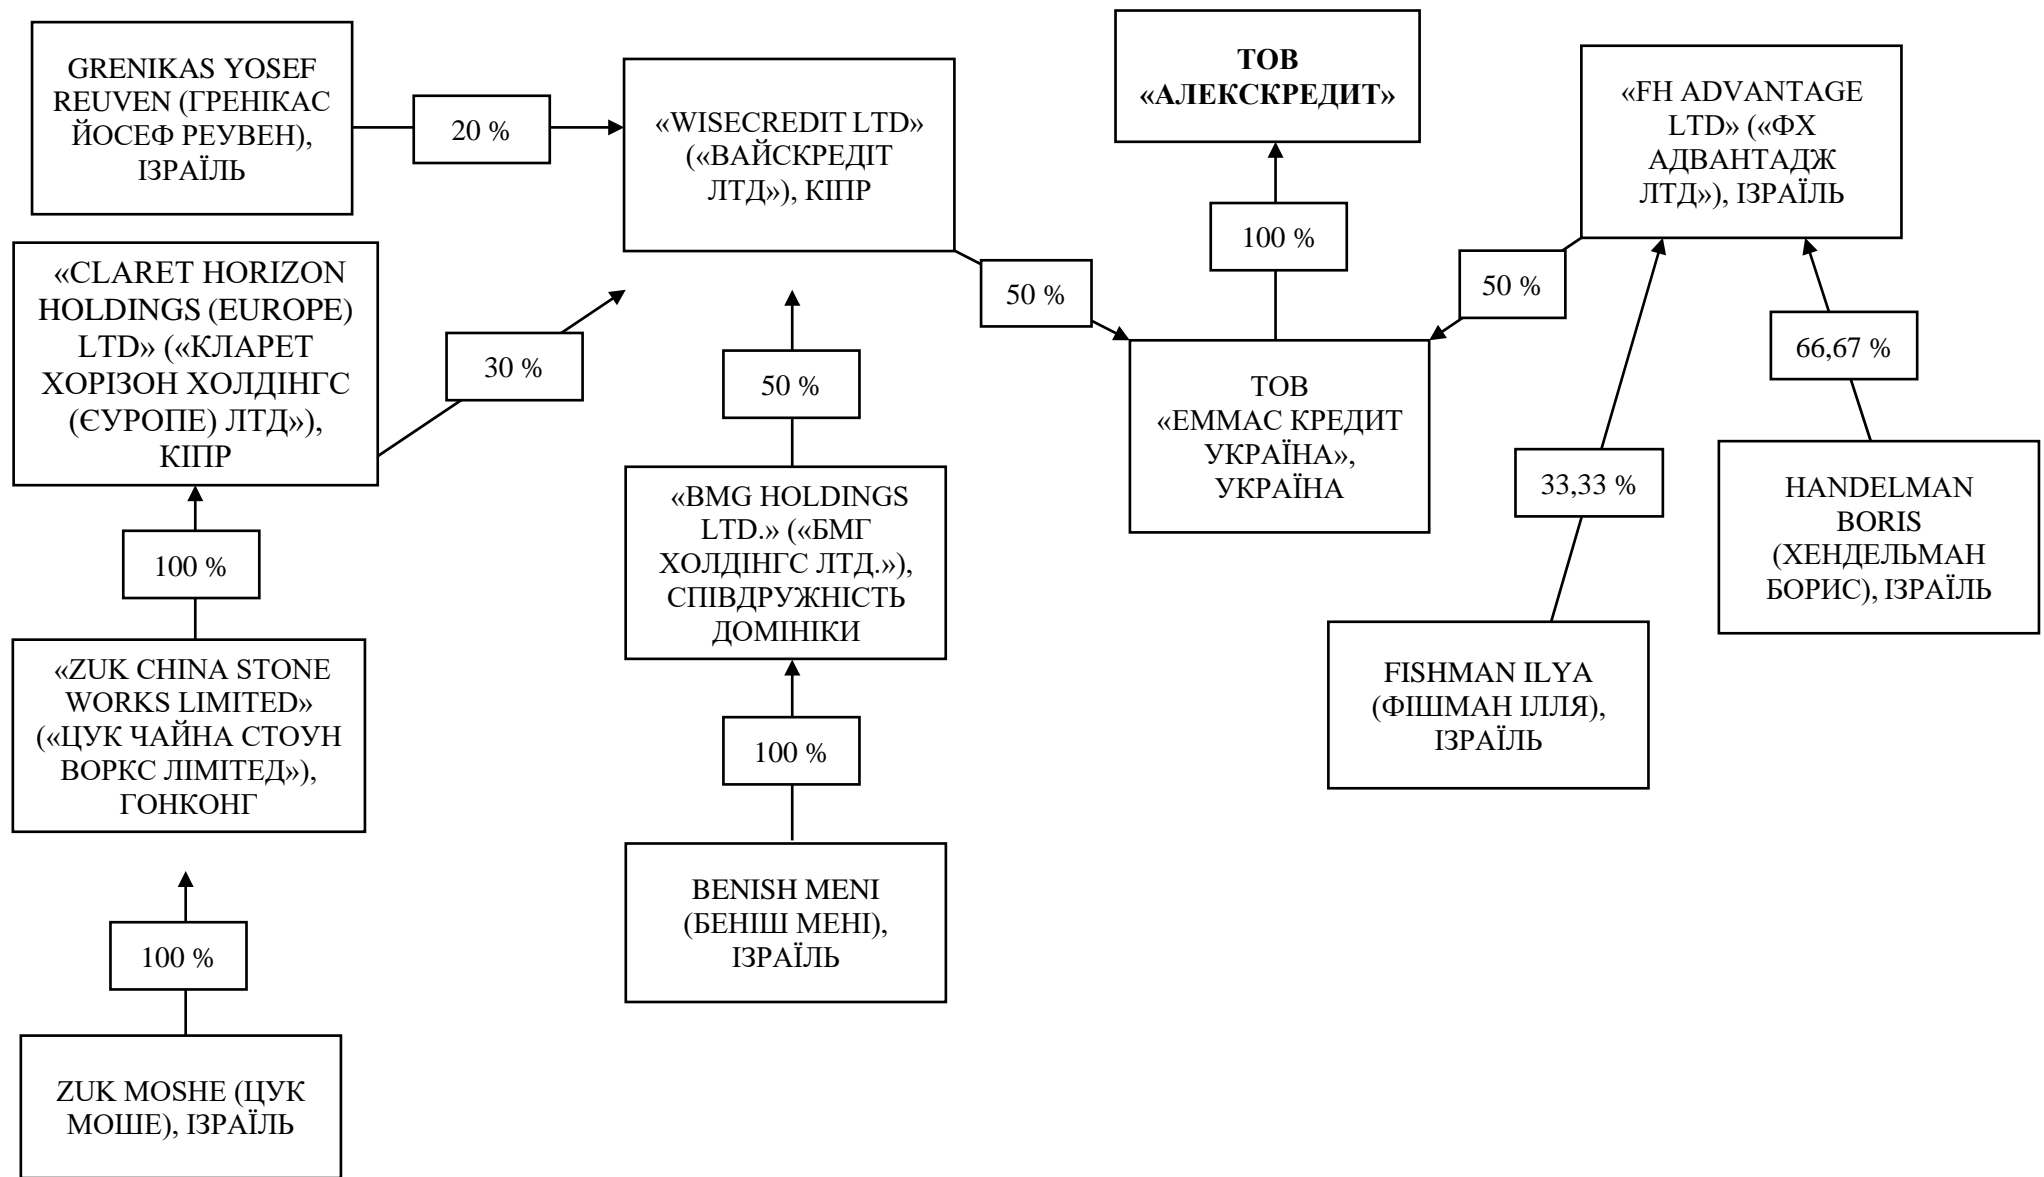 GRENIKAS YOSEF
REUVEN (ГРЕНІКАС
ЙОСЕФ РЕУВЕН),
ІЗРАЇЛЬ
20 %
«WISECREDIT LTD»
(«ВАЙСКРЕДІТ
ЛТД»), КІПР
ТОВ
«АЛЕКСКРЕДИТ»
«FH ADVANTAGE
LTD» («ФХ
АДВАНТАДЖ
ЛТД»), ІЗРАЇЛЬ
100 %
50 %
50 %
«CLARET HORIZON
HOLDINGS (EUROPE)
LTD» («КЛАРЕТ
ХОРІЗОН ХОЛДІНГС
(ЄУРОПЕ) ЛТД»),
КІПР
30 %
50 %
ТОВ
«ЕММАС КРЕДИТ
УКРАЇНА»,
УКРАЇНА
66,67 %
33,33 %
HANDELMAN
BORIS
(ХЕНДЕЛЬМАН
БОРИС), ІЗРАЇЛЬ
100 %
«BMG HOLDINGS
LTD.» («БМГ
ХОЛДІНГС ЛТД.»),
СПІВДРУЖНІСТЬ
ДОМІНІКИ
«ZUK CHINA STONE
WORKS LIMITED»
(«ЦУК ЧАЙНА СТОУН
ВОРКС ЛІМІТЕД»),
ГОНКОНГ
100 %
FISHMAN ILYA
(ФІШМАН ІЛЛЯ),
ІЗРАЇЛЬ
BENISH MENI
(БЕНІШ МЕНІ),
ІЗРАЇЛЬ
100 %
ZUK MOSHE (ЦУК
МОШЕ), ІЗРАЇЛЬ